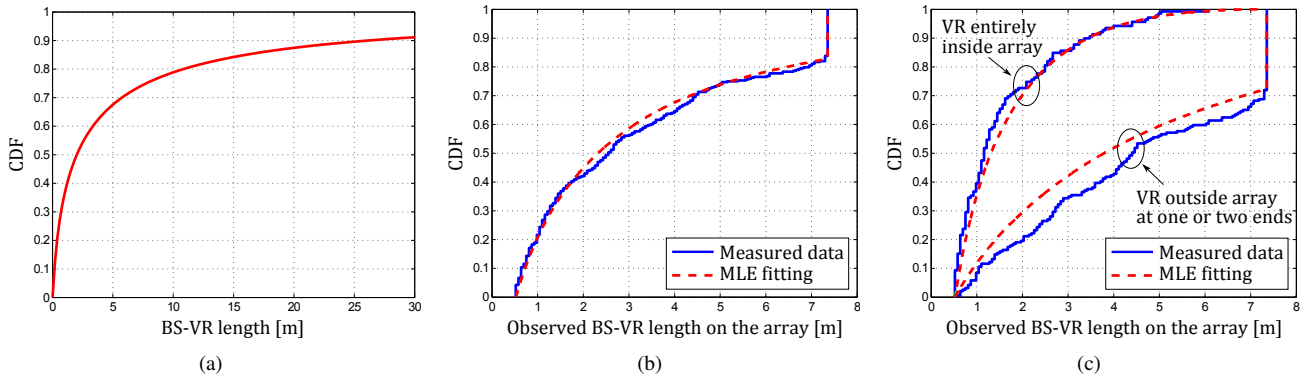 1
0.9
0.8
0.7
0.6
0.5
0.4
0.3
0.2
0.1
0
CDF
0 5 10 15 20 25 30
BS-VR length [m]
(a)
1
0.9
0.8
0.7
0.6
0.5
0.4
0.3
0.2
0.1
0
CDF
Measured data
MLE fitting
0 1 2 3 4 5 6 7 8
Observed BS-VR length on the array [m]
(b)
1
0.9
0.8
0.7
0.6
0.5
0.4
0.3
0.2
0.1
0
CDF
VR entirely
inside array
VR outside array
at one or two ends
Measured data
MLE fitting
0 1 2 3 4 5 6 7 8
Observed BS-VR length on the array [m]
(c)